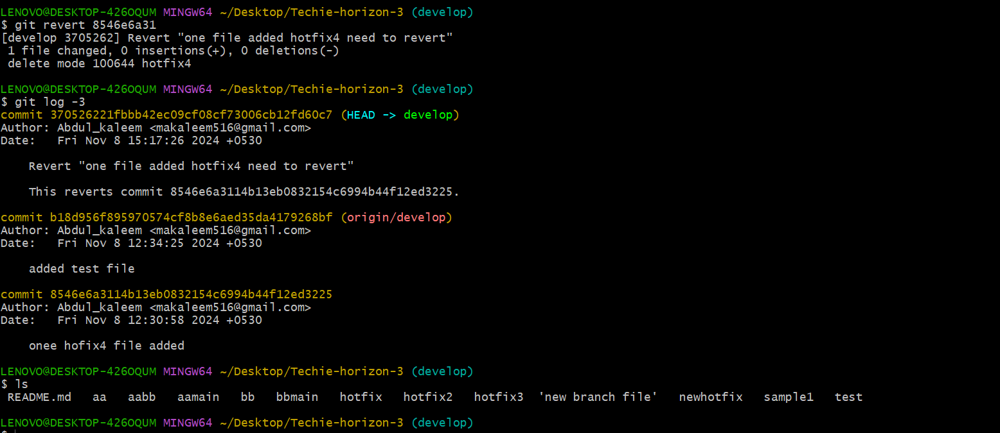 LENOVO@DESKTOP-426OQUM MINGW64 ~/Desktop/Techie-horizon-3 (develop)
$ git revert 8546e6a31
[develop 3705262] Revert "one file added hotfix4 need to revert"
 1 file changed, 0 insertions(+), 0 deletions(-)
 delete mode 100644 hotfix4
LENOVO@DESKTOP-426OQUM MINGW64 ~/Desktop/Techie-horizon-3 (develop)
$ git log -3
commit 370526221fbbb42ec09cf08cf73006cb12fd60c7 (HEAD -> develop)
Author: Abdul_kaleem <makaleem516@gmail.com>
Date:   Fri Nov 8 15:17:26 2024 +0530
    Revert "one file added hotfix4 need to revert"
    This reverts commit 8546e6a3114b13eb0832154c6994b44f12ed3225.
commit b18d956f895970574cf8b8e6aed35da4179268bf (origin/develop)
Author: Abdul_kaleem <makaleem516@gmail.com>
Date:   Fri Nov 8 12:34:25 2024 +0530
    added test file
commit 8546e6a3114b13eb0832154c6994b44f12ed3225
Author: Abdul_kaleem <makaleem516@gmail.com>
Date:   Fri Nov 8 12:30:58 2024 +0530
    onee hofix4 file added
LENOVO@DESKTOP-426OQUM MINGW64 ~/Desktop/Techie-horizon-3 (develop)
$ ls
 README.md   aa   aabb   aamain   bb   bbmain   hotfix   hotfix2   hotfix3  'new branch file'   newhotfix   sample1   test
LENOVO@DESKTOP-426OQUM MINGW64 ~/Desktop/Techie-horizon-3 (develop)
$